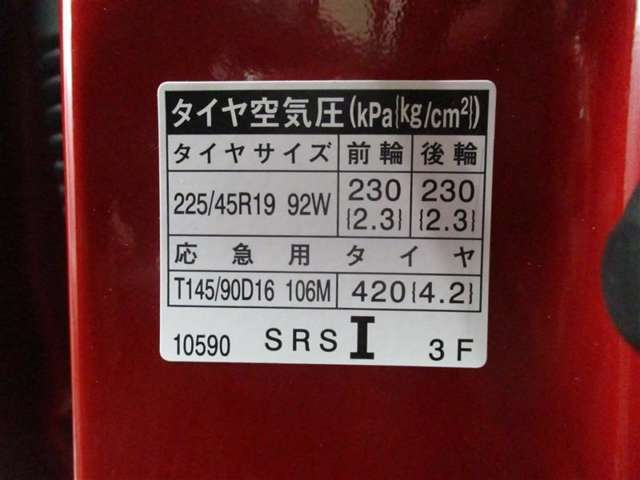 タイヤ空気圧(kPa{kg/cm²})
タイヤサイズ 前輪 後輪
225/45R19 92W 230 230
{2.3} {2.3}
応急用タイヤ
T145/90D16 106M 420{4.2}
10590 SRS I 3F